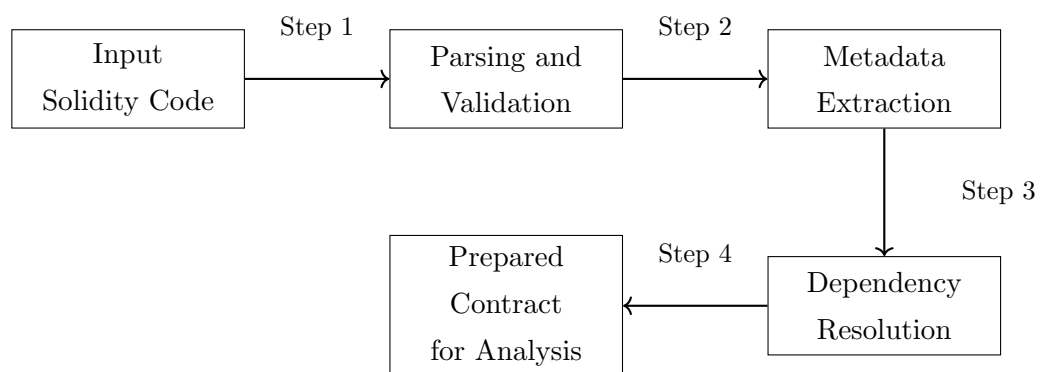 Input
Solidity Code
Step 1
Parsing and
Validation
Step 2
Metadata
Extraction
Step 3
Dependency
Resolution
Step 4
Prepared
Contract
for Analysis